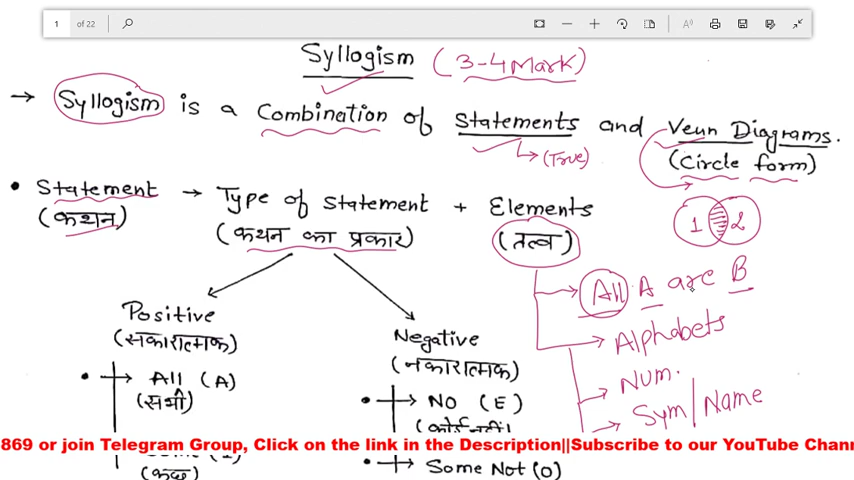 1 of 22
Syllogism (3-4 Mark)
→ Syllogism is a Combination of Statements and Venn Diagrams.
→ (True) (Circle form)
• Statement → Type of statement + Elements
(कथन) (कथन का प्रकार) (तत्व)
1 2
→ All A are B
Positive → Alphabets
(सकारात्मक) Negative
(नकारात्मक) → Num.
• → All (A) • → NO (E) → Sym/Name
(सभी) (कोई नहीं)
869 or join Telegram Group, Click on the link in the Description||Subscribe to our YouTube Chann
(कुछ) • → Some Not (O)